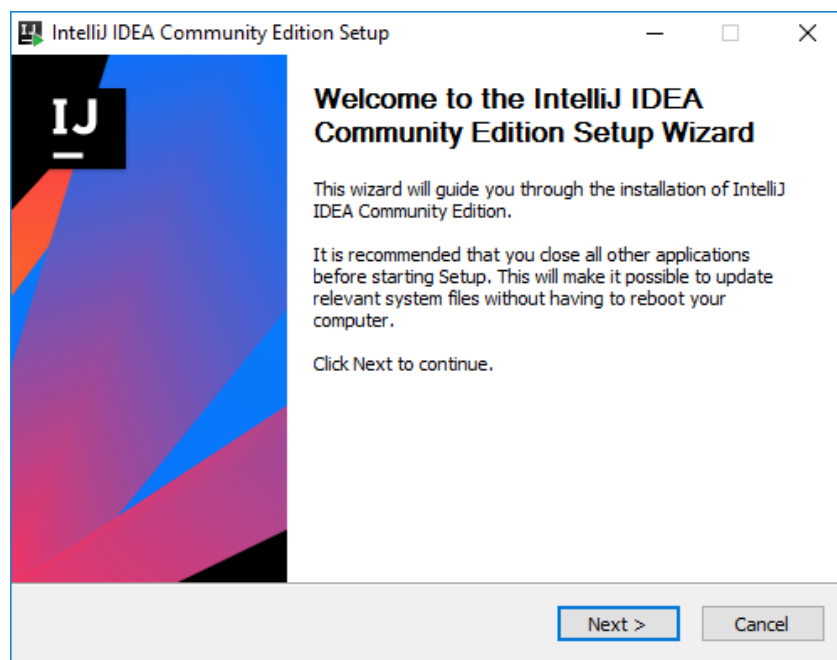 IntelliJ IDEA Community Edition Setup
IJ
Welcome to the IntelliJ IDEA
Community Edition Setup Wizard
This wizard will guide you through the installation of IntelliJ
IDEA Community Edition.
It is recommended that you close all other applications
before starting Setup. This will make it possible to update
relevant system files without having to reboot your
computer.
Click Next to continue.
Next >
Cancel